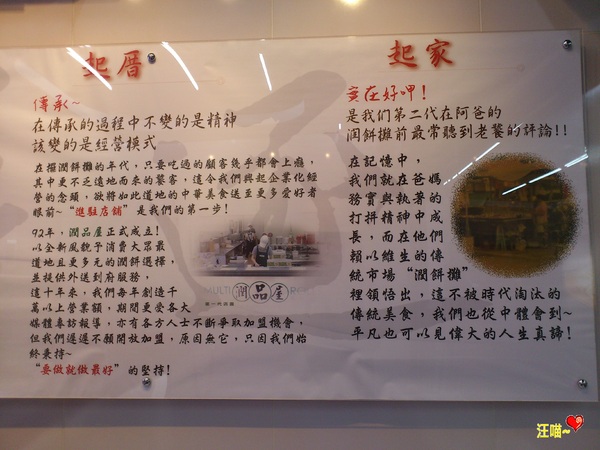 起厝
傳承~
在傳承的過程中不變的是精神
該變的是經營模式
在擺潤餅攤的年代，只要吃過的顧客幾乎都會上癮，
其中更不乏遠地而來的饕客，這令我們興起企業化經
營的念頭，欲將如此道地的中華美食送至更多愛好者
眼前~"進駐店舖"是我們的第一步！
92年，潤品屋正式成立！
以全新風貌于消費大眾最
道地且更多元的潤餅選擇，
並提供外送到府服務，
這十年來，我們每年創造千
萬以上營業額，期間更受各大
媒體專訪報導，亦有各方人士不斷爭取加盟機會，
但我們遲遲不願開放加盟，原因無它，只因我們始
終秉持~
"要做就做最好"的堅持！
潤品屋
起家
實在好呷！
是我們第二代在阿爸的
潤餅攤前最常聽到老饕的評論！！
在記憶中，
我們就在爸媽
務實與執著的
打拼精神中成
長，而在他們
賴以維生的傳
統市場"潤餅攤"
裡領悟出，這不被時代淘汰的
傳統美食，我們也從中體會到~
平凡也可以見偉大的人生真諦！
汪喵~